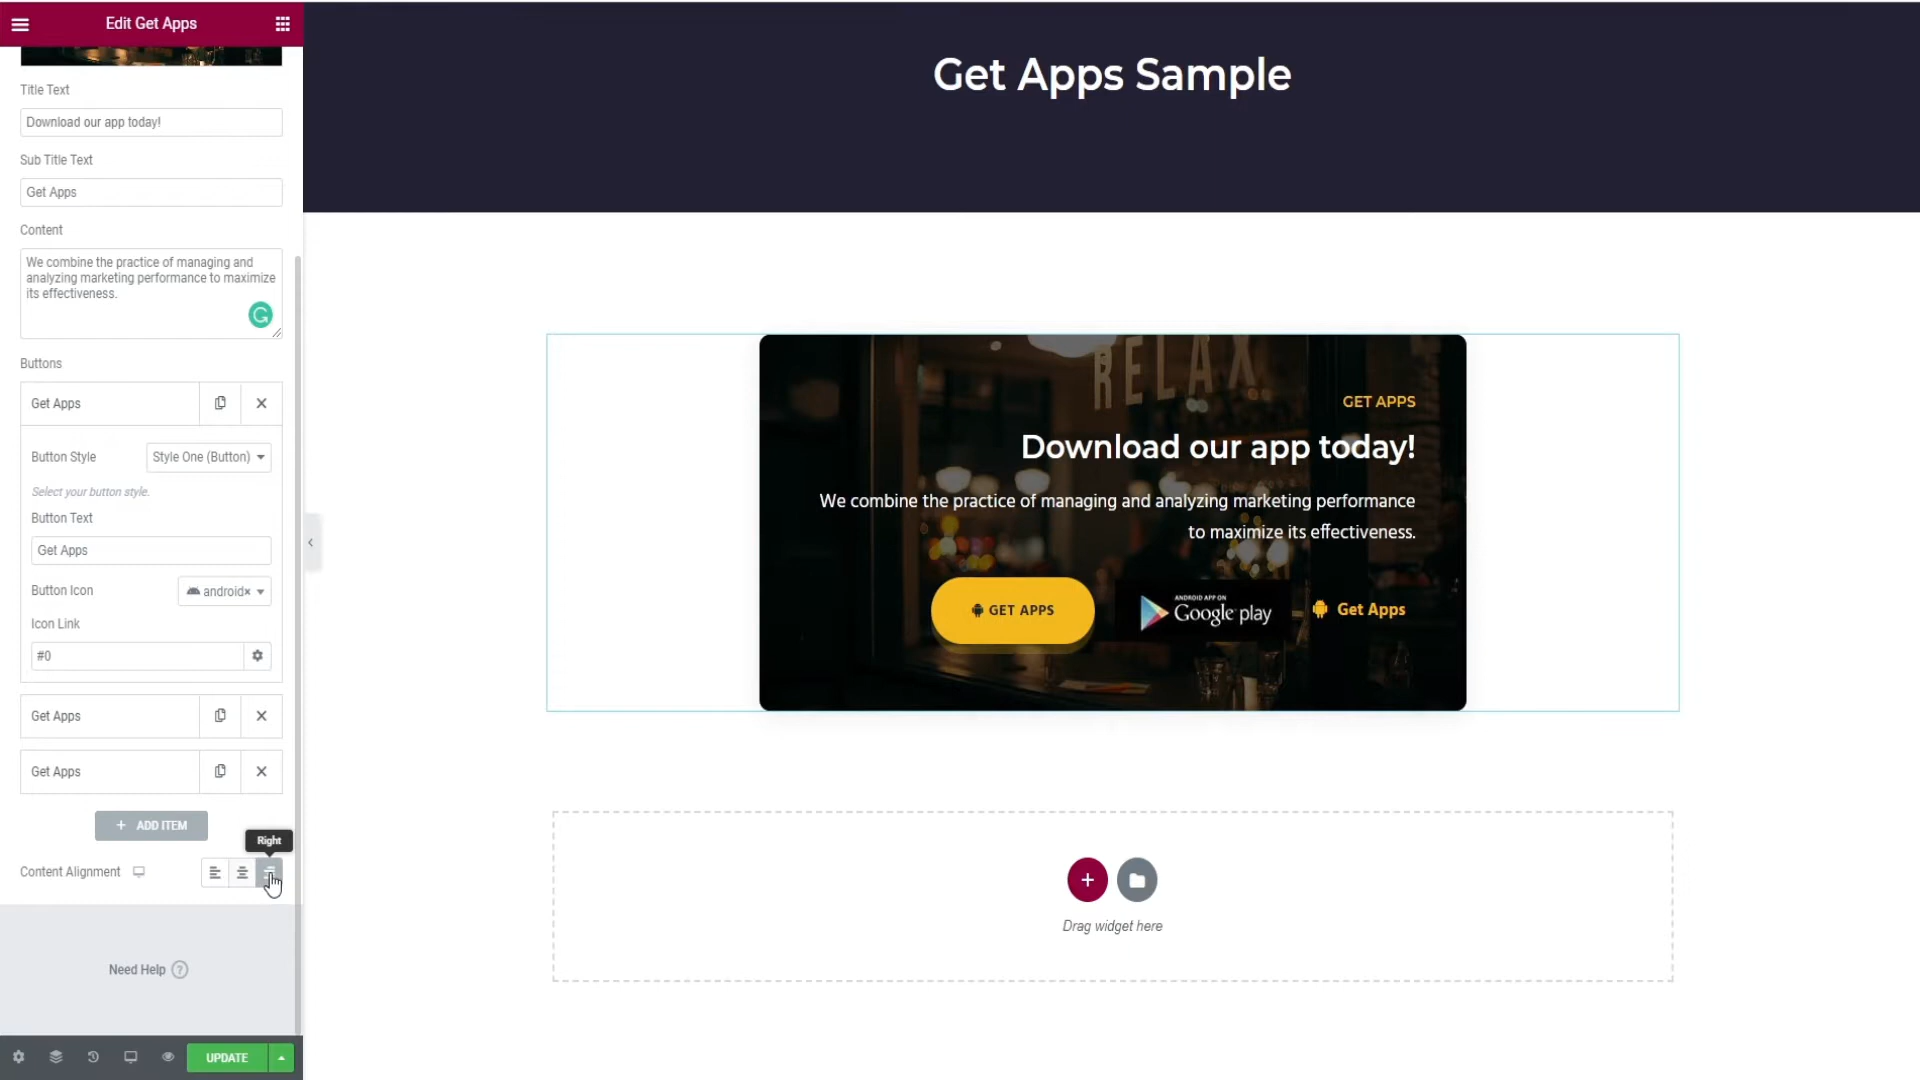 Edit Get Apps
Title Text
Download our app today!
Sub Title Text
Get Apps
Content
We combine the practice of managing and
analyzing marketing performance to maximize
its effectiveness.
Buttons
Get Apps
Button Style
Style One (Button)
Select your button style.
Button Text
Get Apps
Button Icon
android×
Icon Link
#0
Get Apps
Get Apps
+ ADD ITEM
Right
Content Alignment
Need Help ?
UPDATE
Get Apps Sample
RELAX
GET APPS
Download our app today!
We combine the practice of managing and analyzing marketing performance
to maximize its effectiveness.
GET APPS
ANDROID APP ON
Google play
Get Apps
Drag widget here